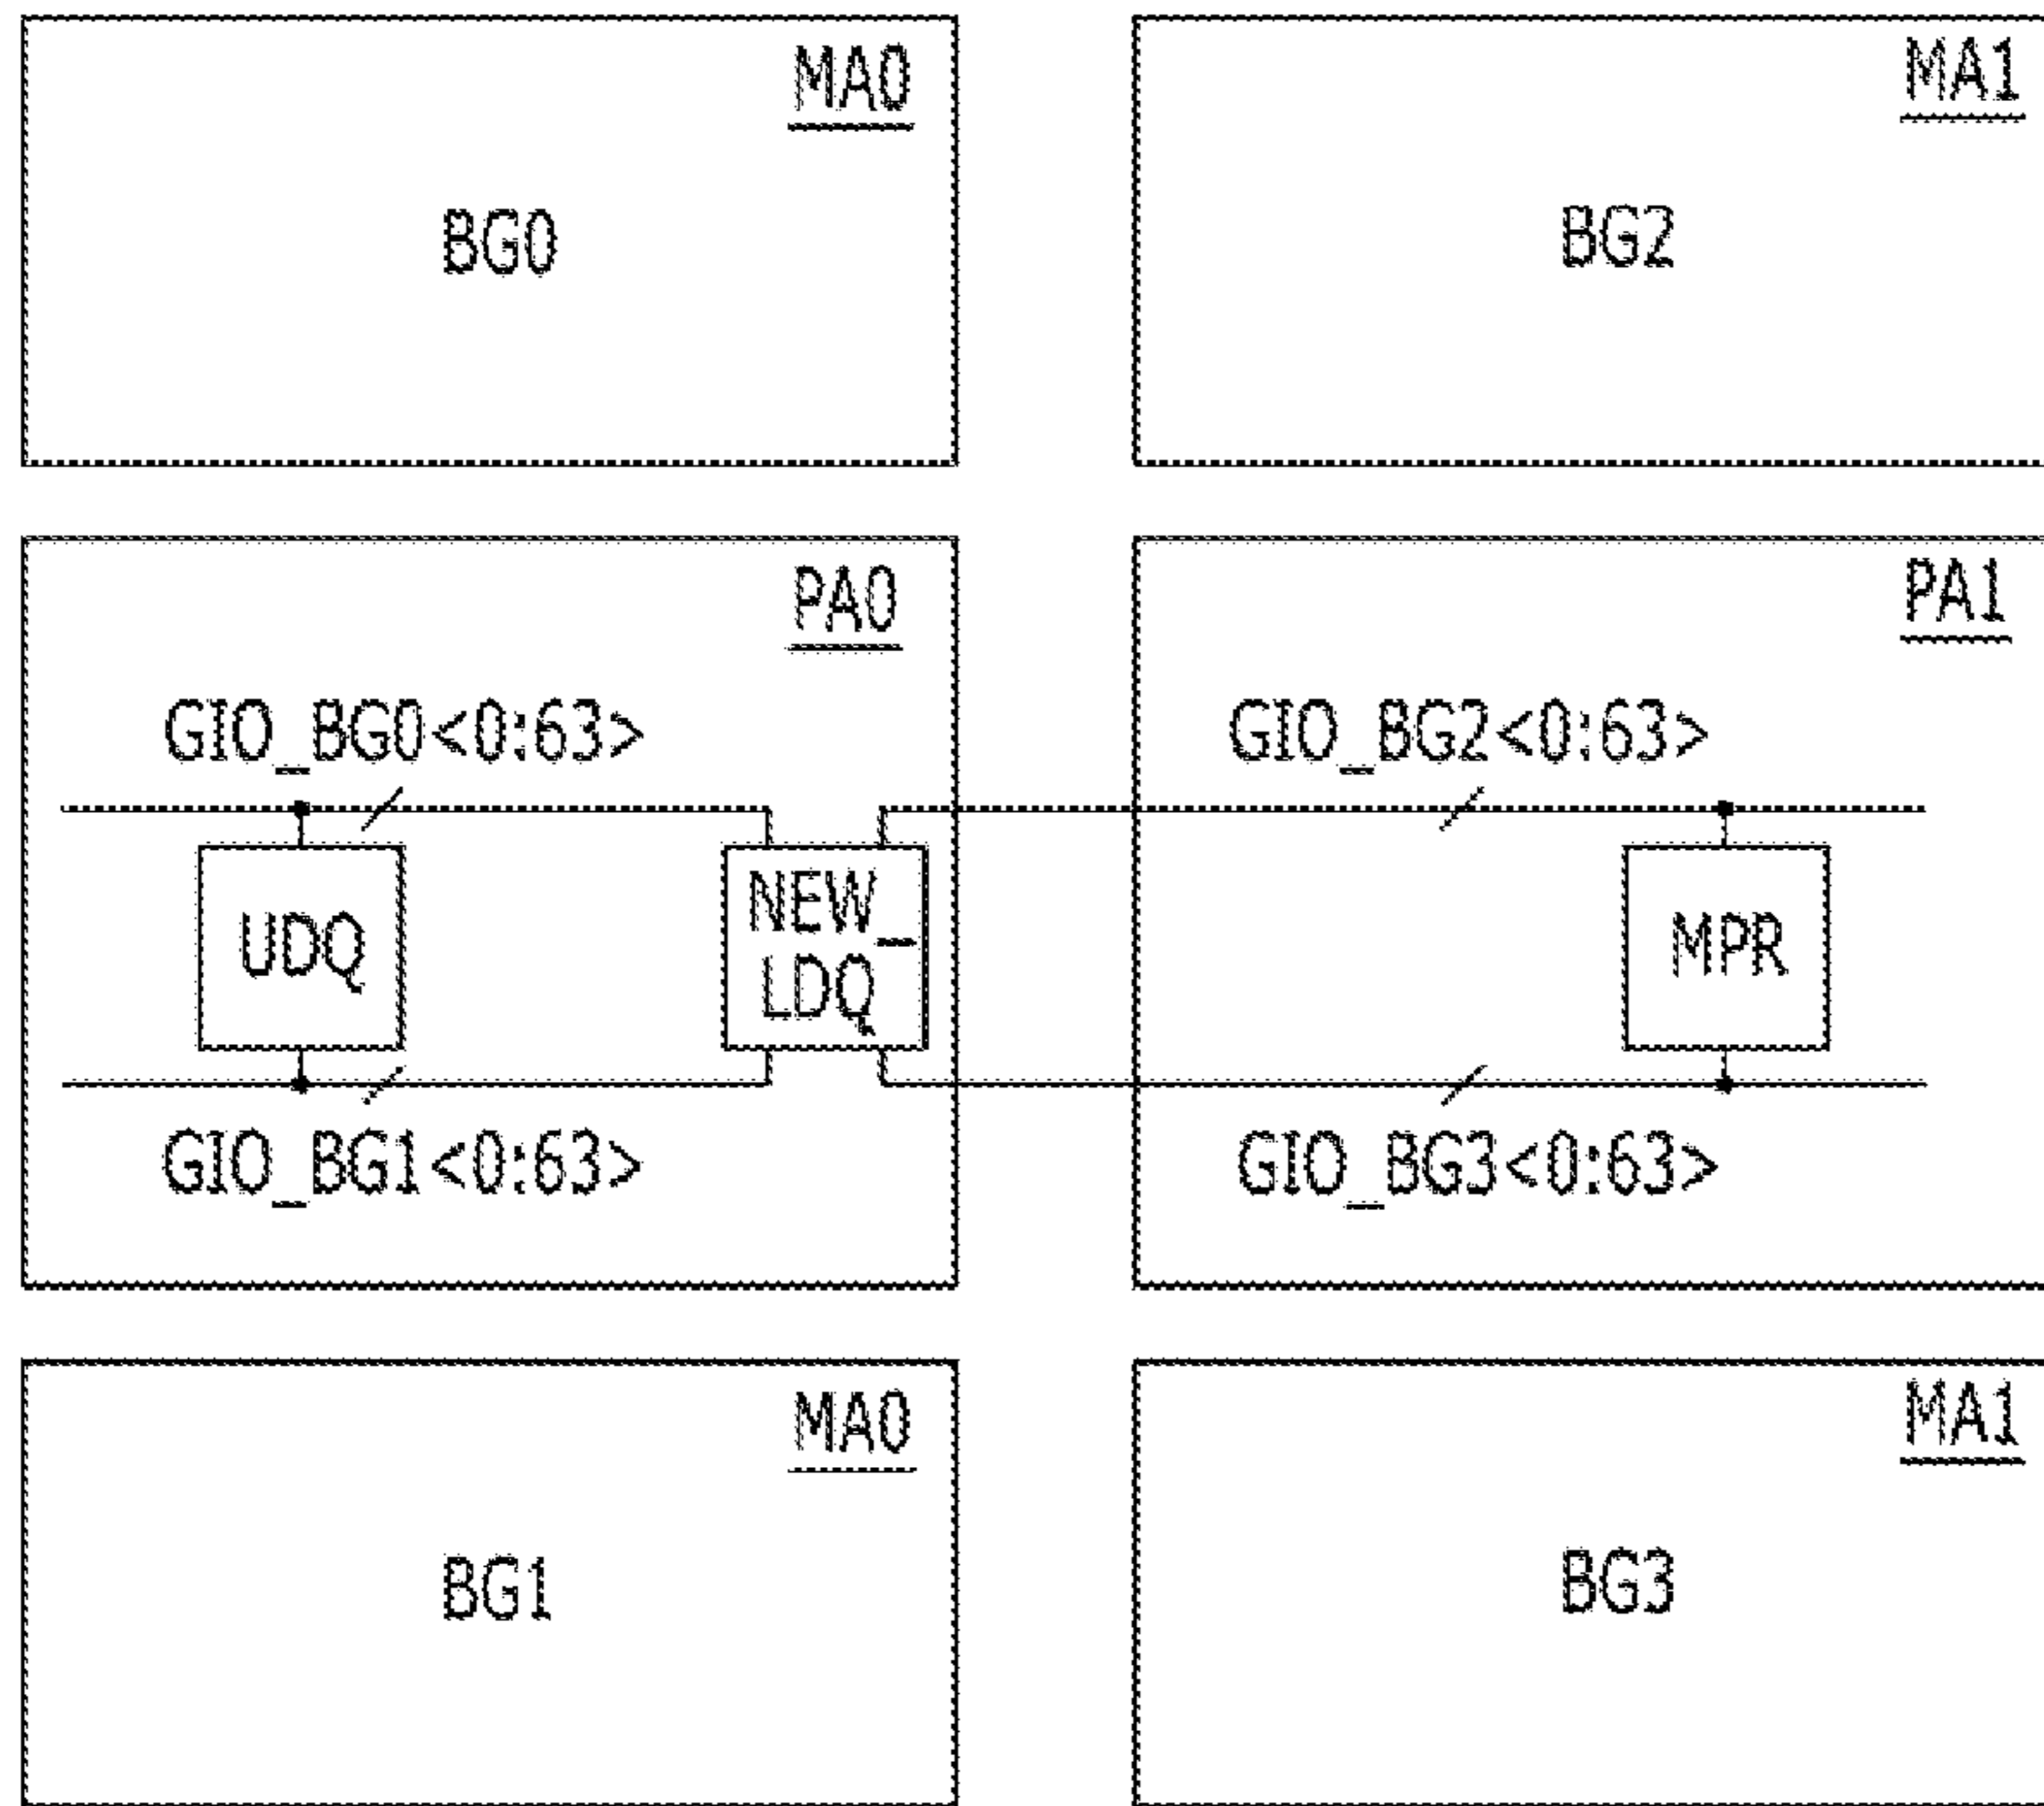 MA0
MA1
BG0
BG2
PA0
PA1
GIO_BG0<0:63>
GIO_BG2<0:63>
UDQ
NEW_
LDQ
MPR
GIO_BG1<0:63>
GIO_BG3<0:63>
MA0
MA1
BG1
BG3